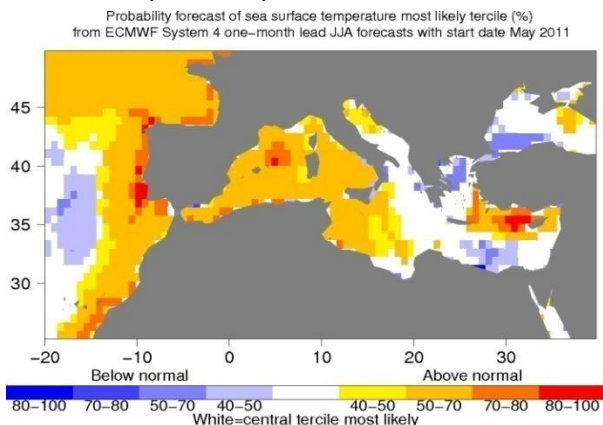 Probability forecast of sea surface temperature most likely tercile (%)
from ECMWF System 4 one−month lead JJA forecasts with start date May 2011
45
40
35
30
−20 −10 0 10 20 30
Below normal Above normal
80−100 70−80 50−70 40−50 40−50 50−70 70−80 80−100
White=central tercile most likely